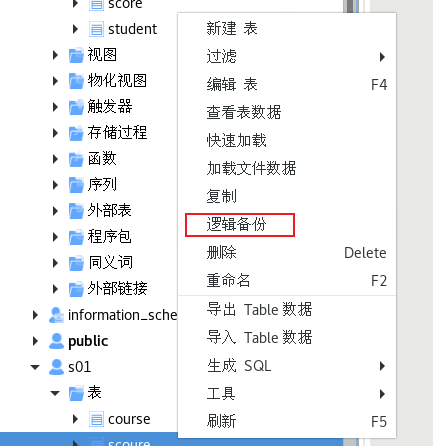 score
student
视图
物化视图
触发器
存储过程
函数
序列
外部表
程序包
同义词
外部链接
information_sche
public
s01
表
course
scoure
新建 表
过滤
编辑 表 F4
查看表数据
快速加载
加载文件数据
复制
逻辑备份
删除 Delete
重命名 F2
导出 Table 数据
导入 Table 数据
生成 SQL
工具
刷新 F5